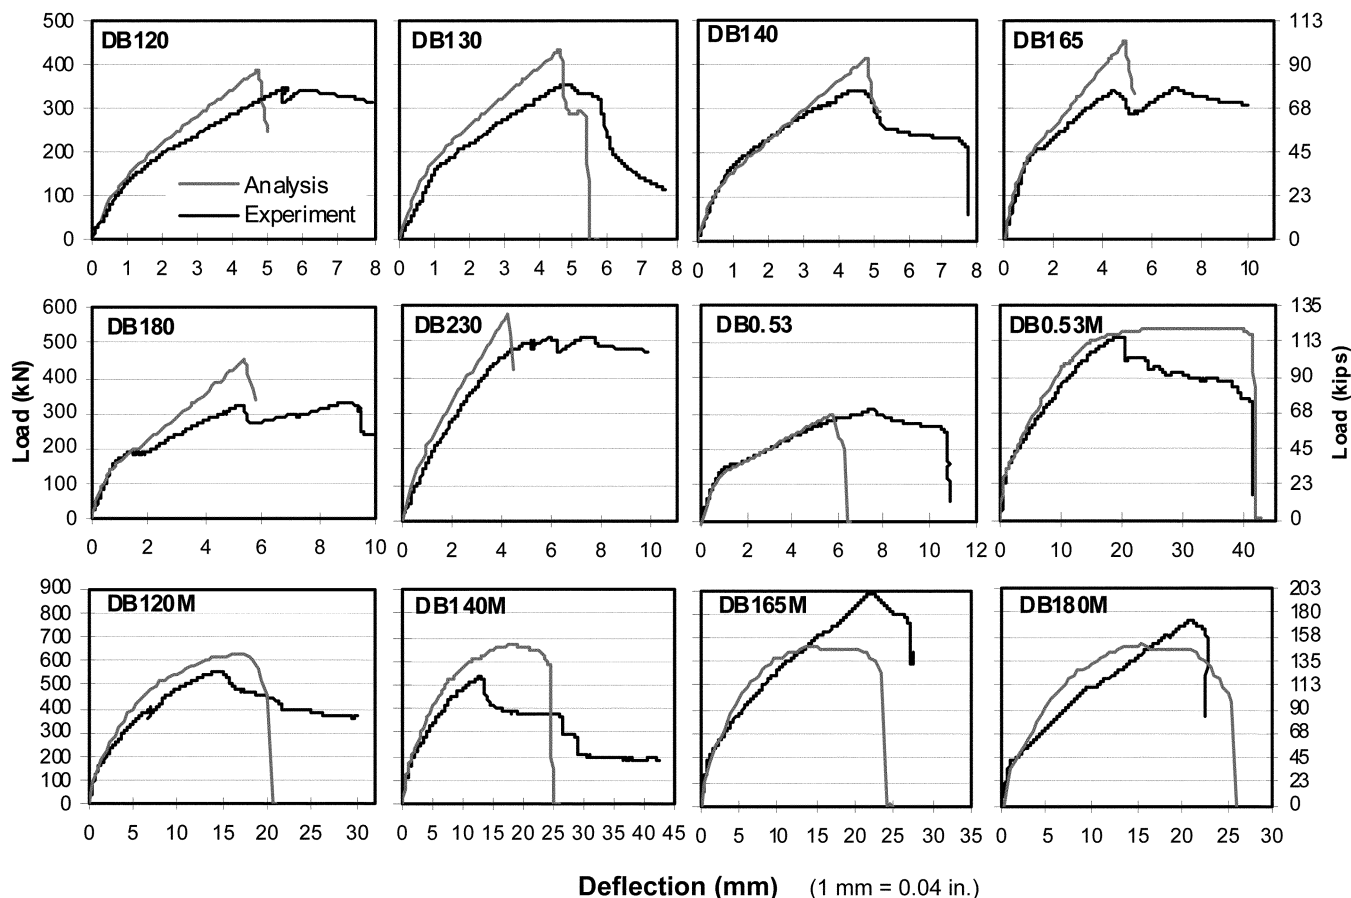 500 400 300 200 100 0
DB120
Analysis
Experiment
0 1 2 3 4 5 6 7 8
DB130
0 1 2 3 4 5 6 7 8
DB140
0 1 2 3 4 5 6 7 8
DB165
0 2 4 6 8 10
113 90 68 45 23 0
Load (kN)
600 500 400 300 200 100 0
DB180
0 2 4 6 8 10
DB230
0 2 4 6 8 10
DB0.53
0 2 4 6 8 10 12
DB0.53M
0 10 20 30 40
135 113 90 68 45 23 0
Load (kips)
900 800 700 600 500 400 300 200 100 0
DB120M
0 5 10 15 20 25 30
DB140M
0 5 10 15 20 25 30 35 40 45
DB165M
0 5 10 15 20 25 30 35
DB180M
0 5 10 15 20 25 30
203 180 158 135 113 90 68 45 23 0
Deflection (mm) (1 mm = 0.04 in.)